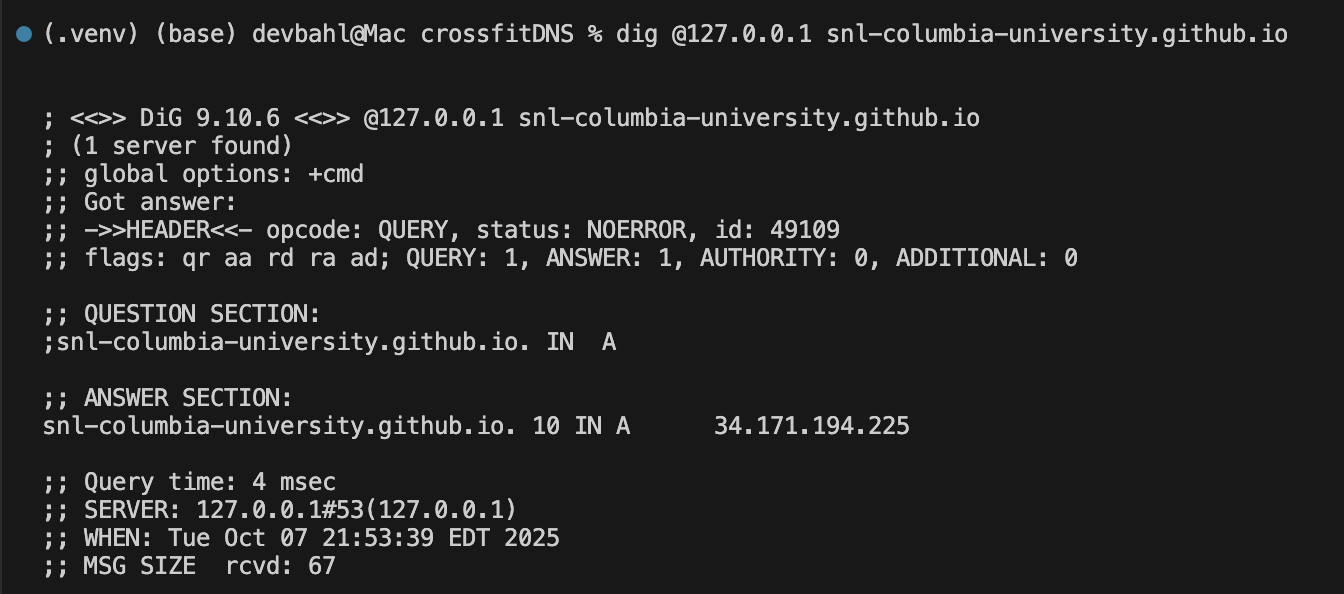 (.venv) (base) devbahl@Mac crossfitDNS % dig @127.0.0.1 snl-columbia-university.github.io
; <<>> DiG 9.10.6 <<>> @127.0.0.1 snl-columbia-university.github.io
; (1 server found)
;; global options: +cmd
;; Got answer:
;; ->>HEADER<<- opcode: QUERY, status: NOERROR, id: 49109
;; flags: qr aa rd ra ad; QUERY: 1, ANSWER: 1, AUTHORITY: 0, ADDITIONAL: 0
;; QUESTION SECTION:
;snl-columbia-university.github.io. IN  A
;; ANSWER SECTION:
snl-columbia-university.github.io. 10 IN A      34.171.194.225
;; Query time: 4 msec
;; SERVER: 127.0.0.1#53(127.0.0.1)
;; WHEN: Tue Oct 07 21:53:39 EDT 2025
;; MSG SIZE  rcvd: 67